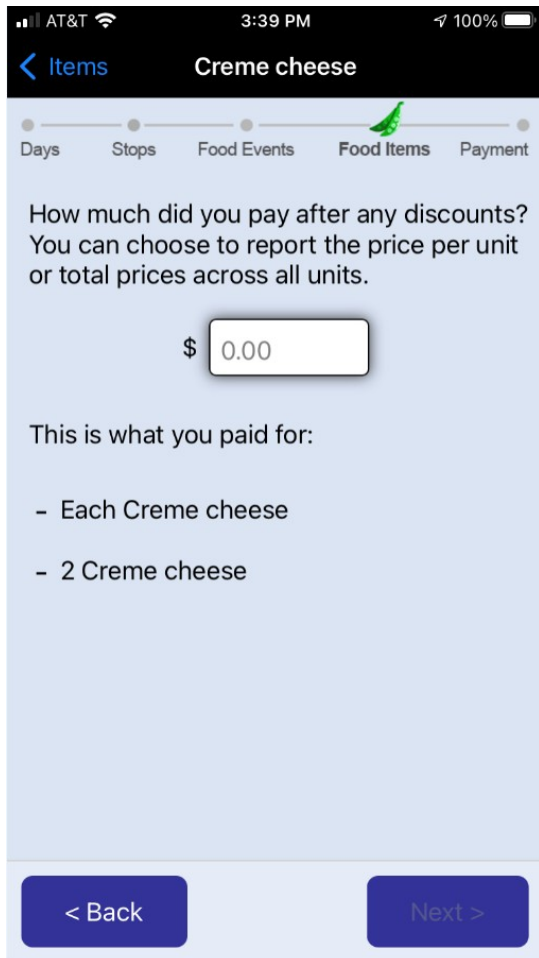 AT&T 3:39 PM 100%
Items Creme cheese
Days Stops Food Events Food Items Payment
How much did you pay after any discounts?
You can choose to report the price per unit
or total prices across all units.
$ 0.00
This is what you paid for:
- Each Creme cheese
- 2 Creme cheese
< Back Next >